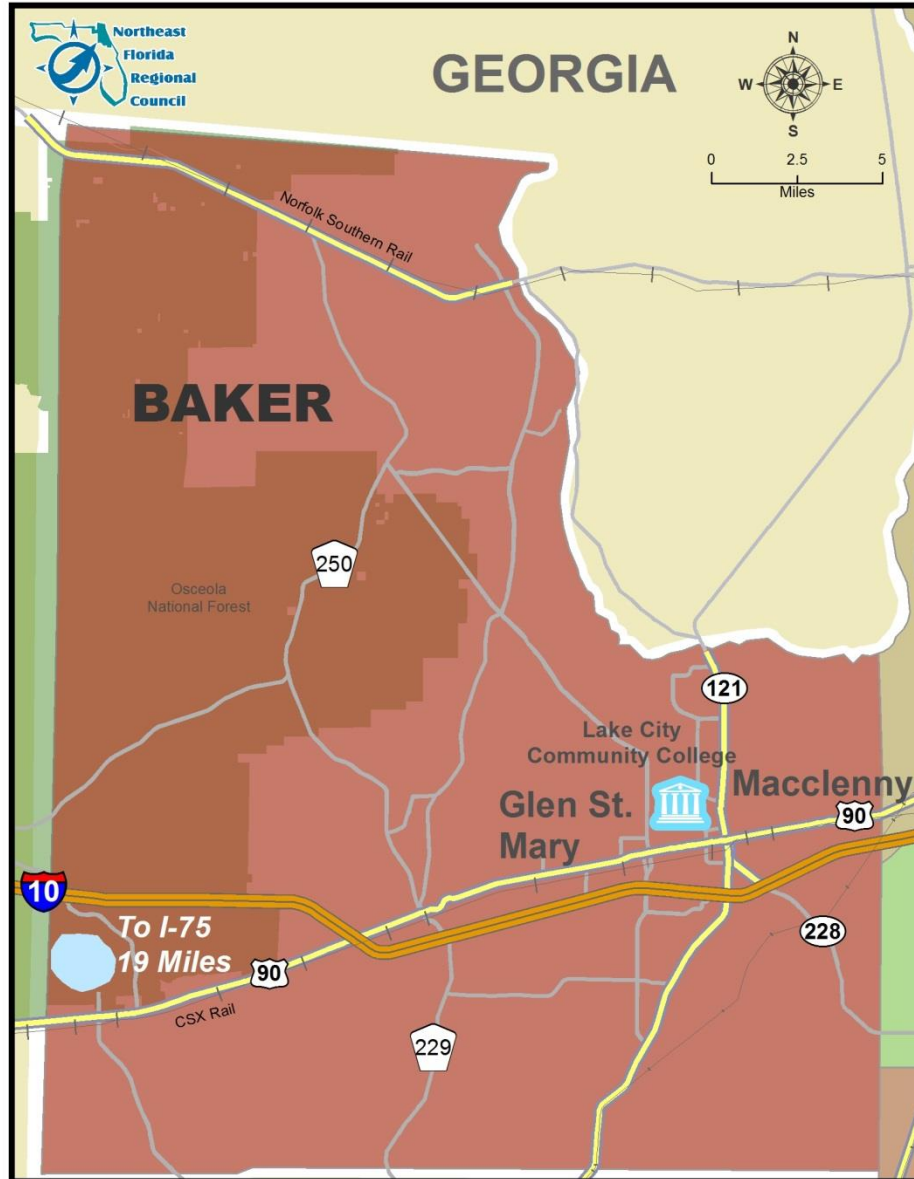 Northeast
Florida
Regional
Council
GEORGIA
N
W E
S
0 2.5 5
Miles
Norfolk Southern Rail
BAKER
250
Osceola
National Forest
121
Lake City
Community College
Macclenny
Glen St.
Mary
90
10
To I-75
19 Miles
228
90
CSX Rail
229